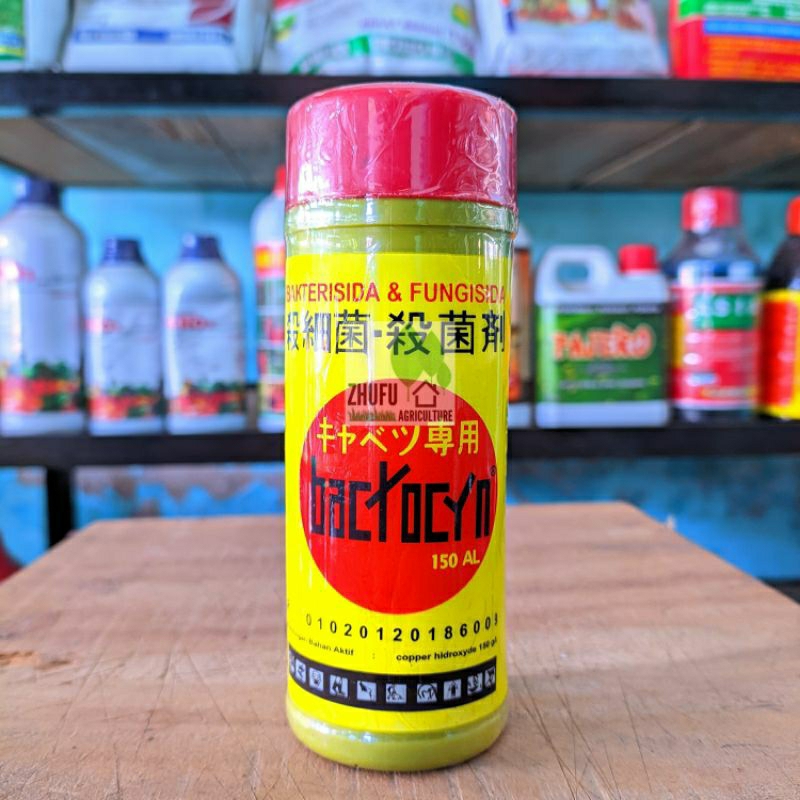 BAKTERISIDA & FUNGISIDA
殺細菌・殺菌剤
ZHUFU
AGRICULTURE
キャベツ専用
bactocyn®
150 AL
Bahan Aktif : copper hidroxyde 150 g/l
PAJERO